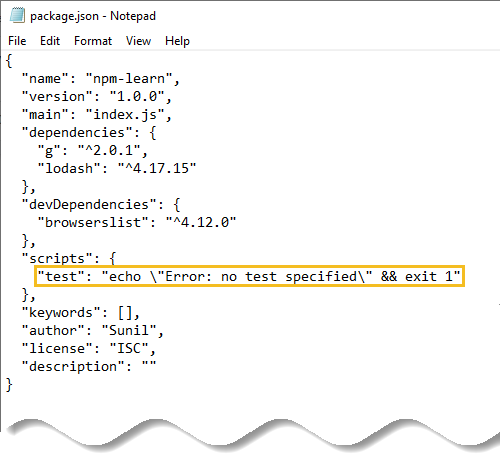 package.json - Notepad
File Edit Format View Help
{
  "name": "npm-learn",
  "version": "1.0.0",
  "main": "index.js",
  "dependencies": {
    "g": "^2.0.1",
    "lodash": "^4.17.15"
  },
  "devDependencies": {
    "browserslist": "^4.12.0"
  },
  "scripts": {
    "test": "echo \"Error: no test specified\" && exit 1"
  },
  "keywords": [],
  "author": "Sunil",
  "license": "ISC",
  "description": ""
}